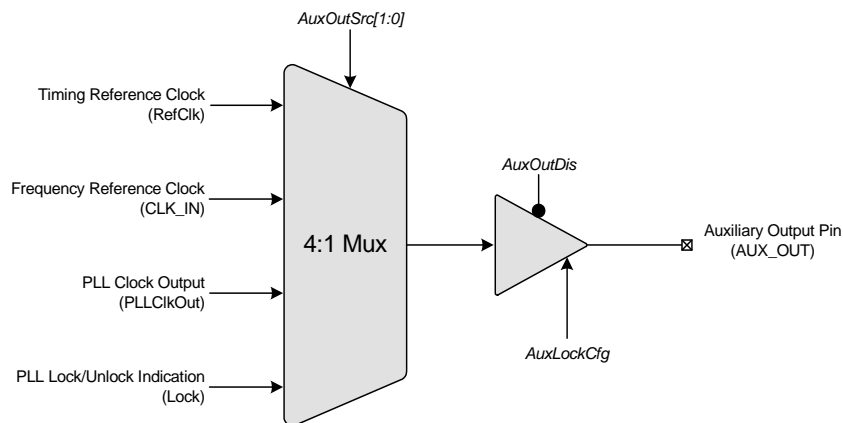 AuxOutSrc[1:0]
Timing Reference Clock
(RefClk)
Frequency Reference Clock
(CLK_IN)
4:1 Mux
PLL Clock Output
(PLLClkOut)
PLL Lock/Unlock Indication
(Lock)
AuxOutDis
Auxiliary Output Pin
(AUX_OUT)
AuxLockCfg